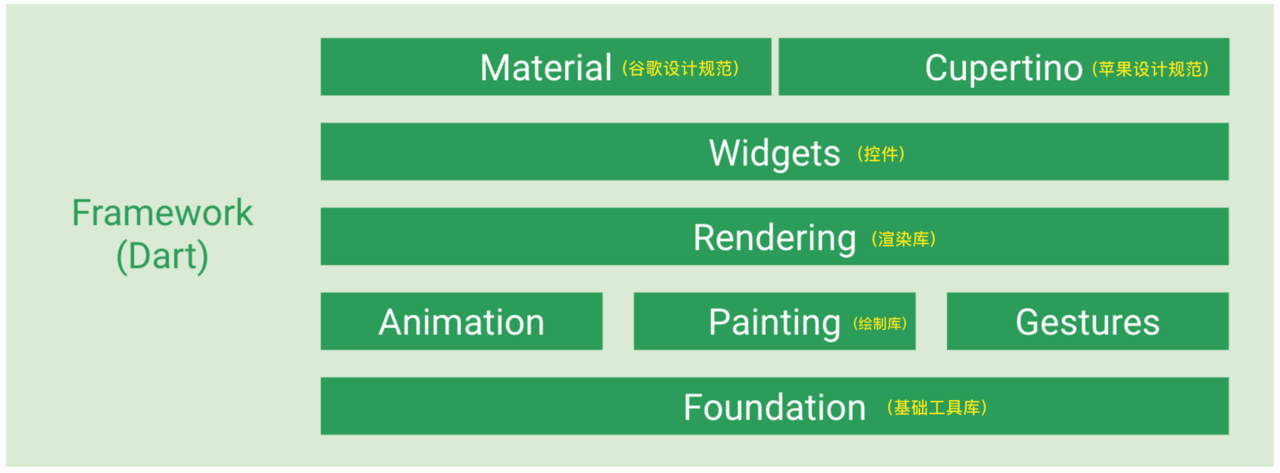 Material (谷歌设计规范)
Cupertino (苹果设计规范)
Widgets (控件)
Framework
(Dart)
Rendering (渲染库)
Animation
Painting (绘制库)
Gestures
Foundation (基础工具库)